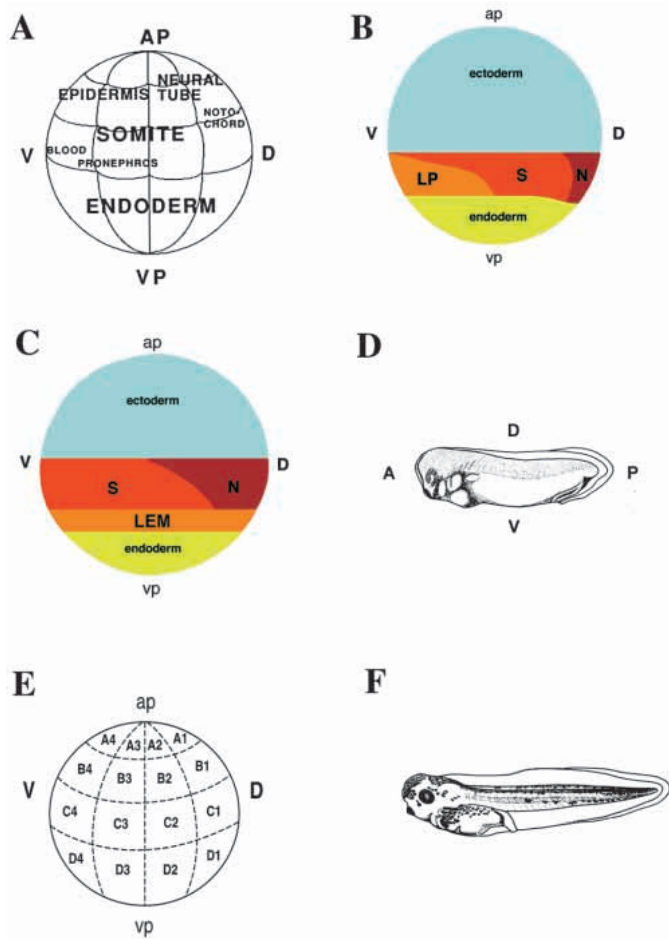 A
AP
NEURAL
EPIDERMIS TUBE
NOTO-
CHORD
SOMITE
V
BLOOD
D
PRONEPHROS
ENDODERM
VP
B
ap
ectoderm
V
D
LP
S
N
endoderm
vp
C
ap
ectoderm
V
D
S
N
LEM
endoderm
vp
D
D
A
P
V
E
ap
A4 A3 A2 A1
B4 B3 B2 B1
V
D
C4 C3 C2 C1
D4 D3 D2 D1
vp
F